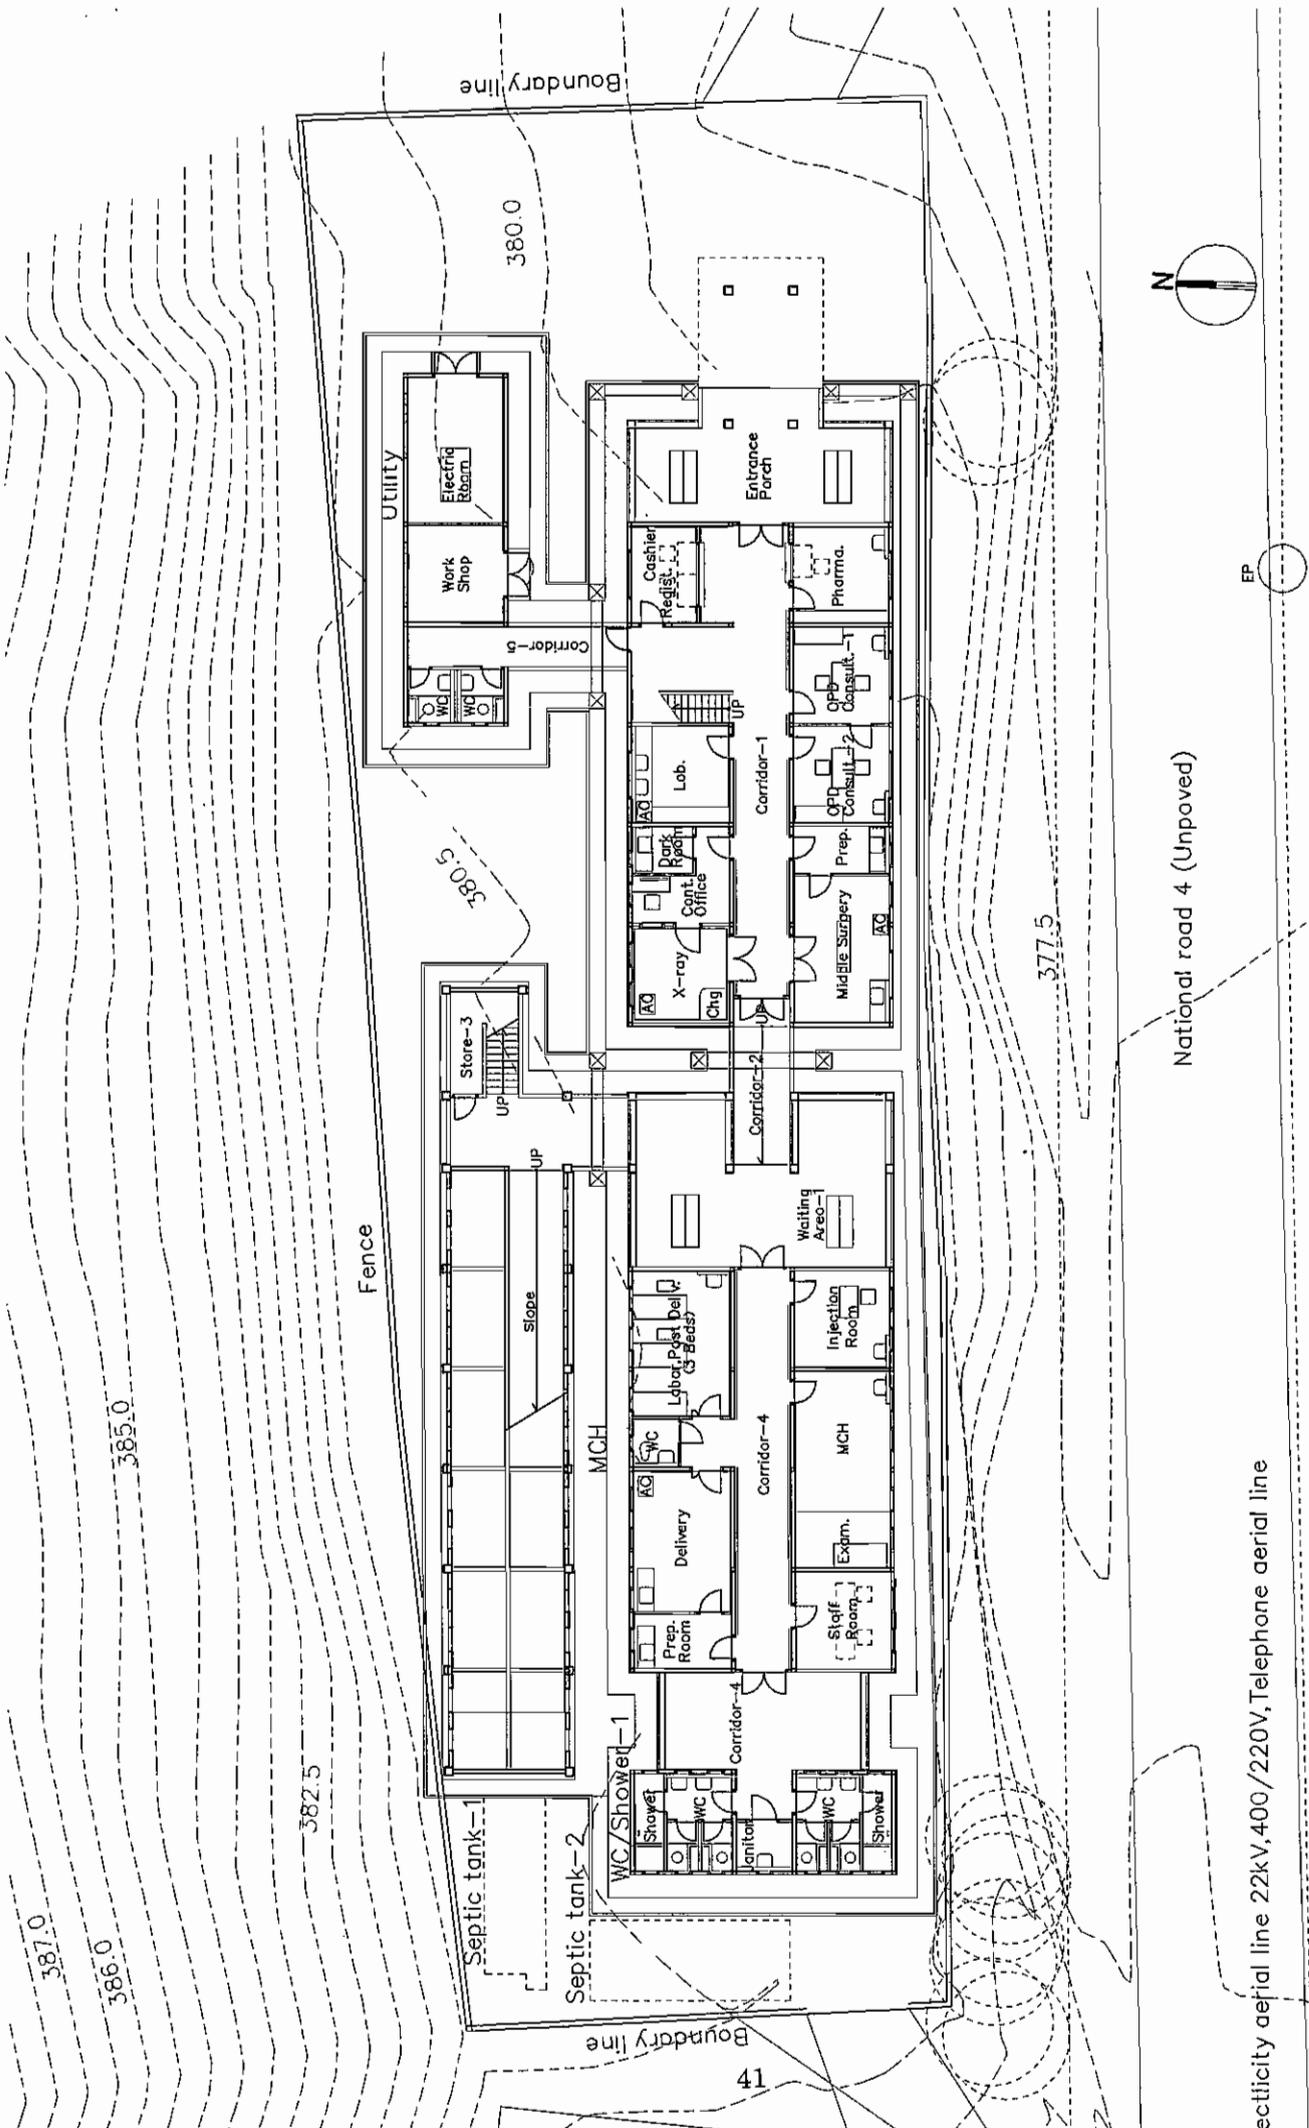 Boundary line
380.0
N
Utility
Electric
Room
Work
Shop
Corridor-5
WC
WC
Entrance
Porch
Cashier
Regist.
Pharma.
EP
UP
OPD
Consult.-1
Corridor-1
Lab.
AC
OPD
Consult.-2
Dark
Room
Prep.
Cont.
Office
380.5
Middle Surgery
AC
X-ray
AC
Chg
377.5
National road 4 (Unpoved)
UP
Store-3
UP
Corridor-2
UP
Fence
Waiting
Area-1
Slope
Labor,Post Deliv.
(3 Beds)
Injection
Room
385.0
MCH
WC
Corridor-4
MCH
AC
Delivery
Exam.
Prep.
Room
Staff
Room
Corridor-4
382.5
WC/Shower-1
Shower
WC
Janitor
WC
Shower
Septic tank-1
Septic tank-2
387.0
386.0
Boundary line
ectlicity aerial line 22kV,400/220V,Telephone aerial line
41